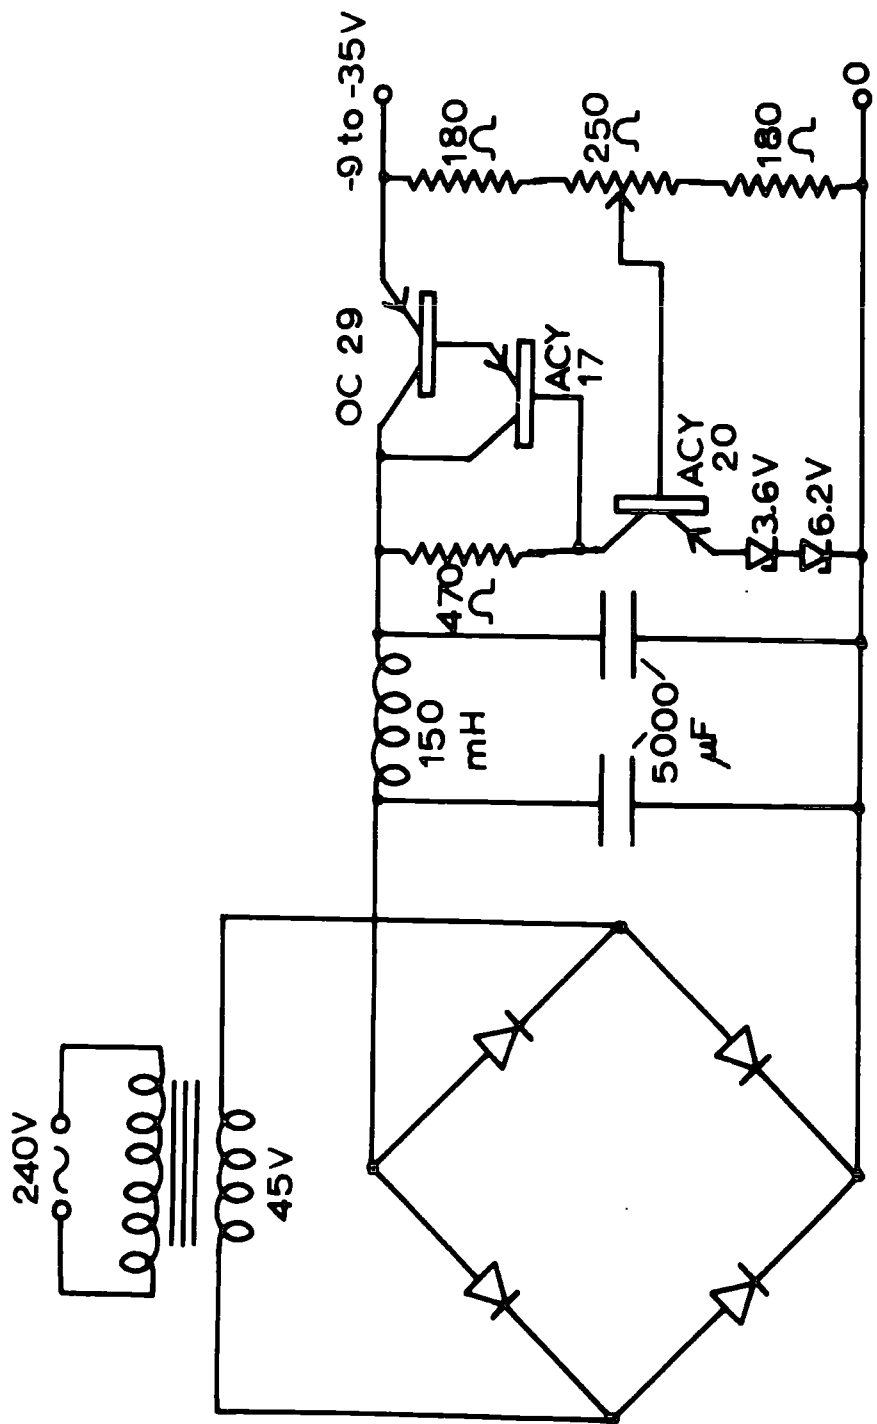 240V
45V
150
mH
5000
µF
470
Ω
OC 29
ACY
17
ACY
20
3.6V
6.2V
-9 to -35V
180
Ω
250
Ω
180
Ω
O